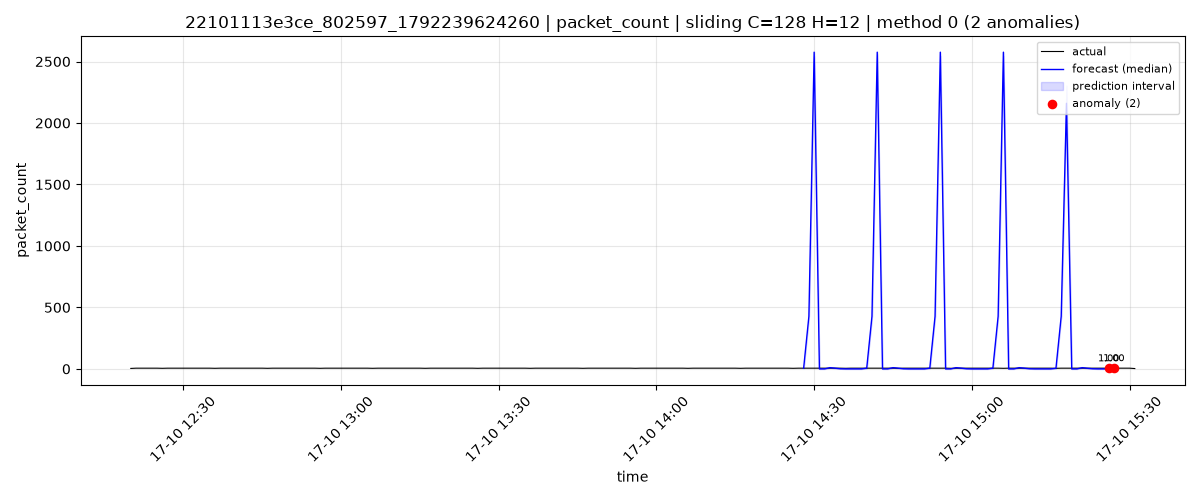 22101113e3ce_802597_1792239624260 | packet_count | sliding C=128 H=12 | method 0 (2 anomalies)
actual
forecast (median)
prediction interval
anomaly (2)
packet_count
2500
2000
1500
1000
500
0
17-10 12:30
17-10 13:00
17-10 13:30
17-10 14:00
17-10 14:30
17-10 15:00
17-10 15:30
time